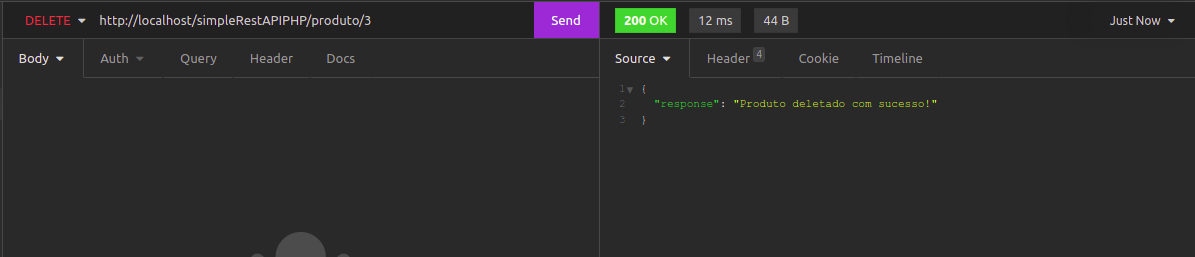 DELETE http://localhost/simpleRestAPIPHP/produto/3 Send 200 OK 12 ms 44 B Just Now
Body Auth Query Header Docs Source Header 4 Cookie Timeline
1 {
2 "response": "Produto deletado com sucesso!"
3 }